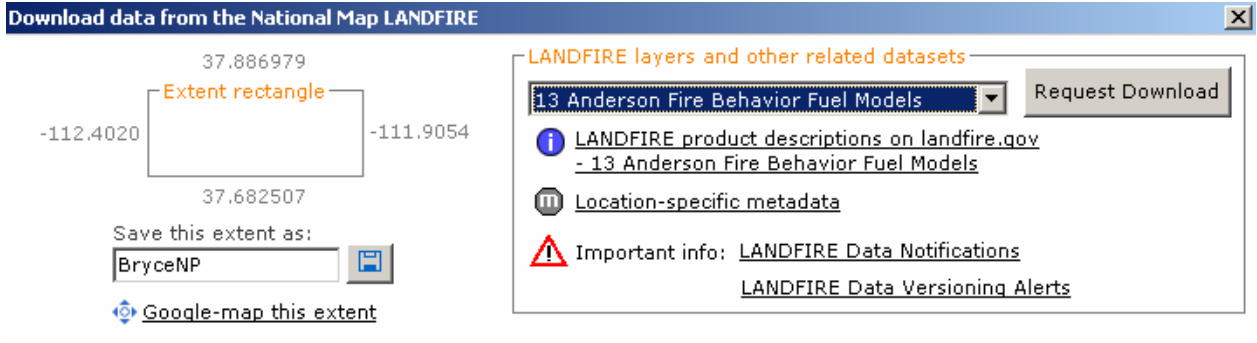 Download data from the National Map LANDFIRE
37.886979
Extent rectangle
-112.4020
-111.9054
37.682507
Save this extent as:
BryceNP
Google-map this extent
LANDFIRE layers and other related datasets
13 Anderson Fire Behavior Fuel Models
Request Download
i
LANDFIRE product descriptions on landfire.gov
- 13 Anderson Fire Behavior Fuel Models
m
Location-specific metadata
Important info: LANDFIRE Data Notifications
LANDFIRE Data Versioning Alerts